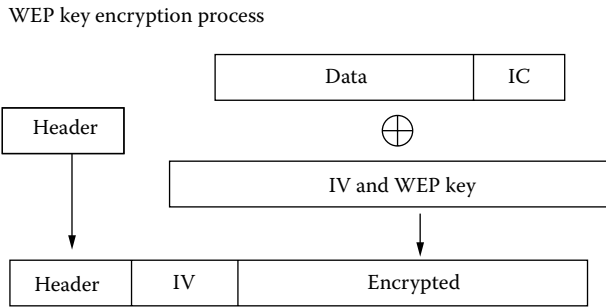 WEP key encryption process
Data IC
Header
IV and WEP key
Header IV Encrypted